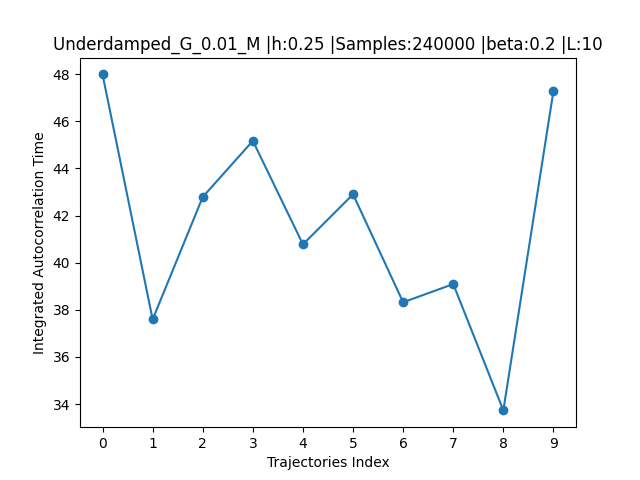 Underdamped_G_0.01_M |h:0.25 |Samples:240000 |beta:0.2 |L:10
Integrated Autocorrelation Time
48
46
44
42
40
38
36
34
0 1 2 3 4 5 6 7 8 9
Trajectories Index